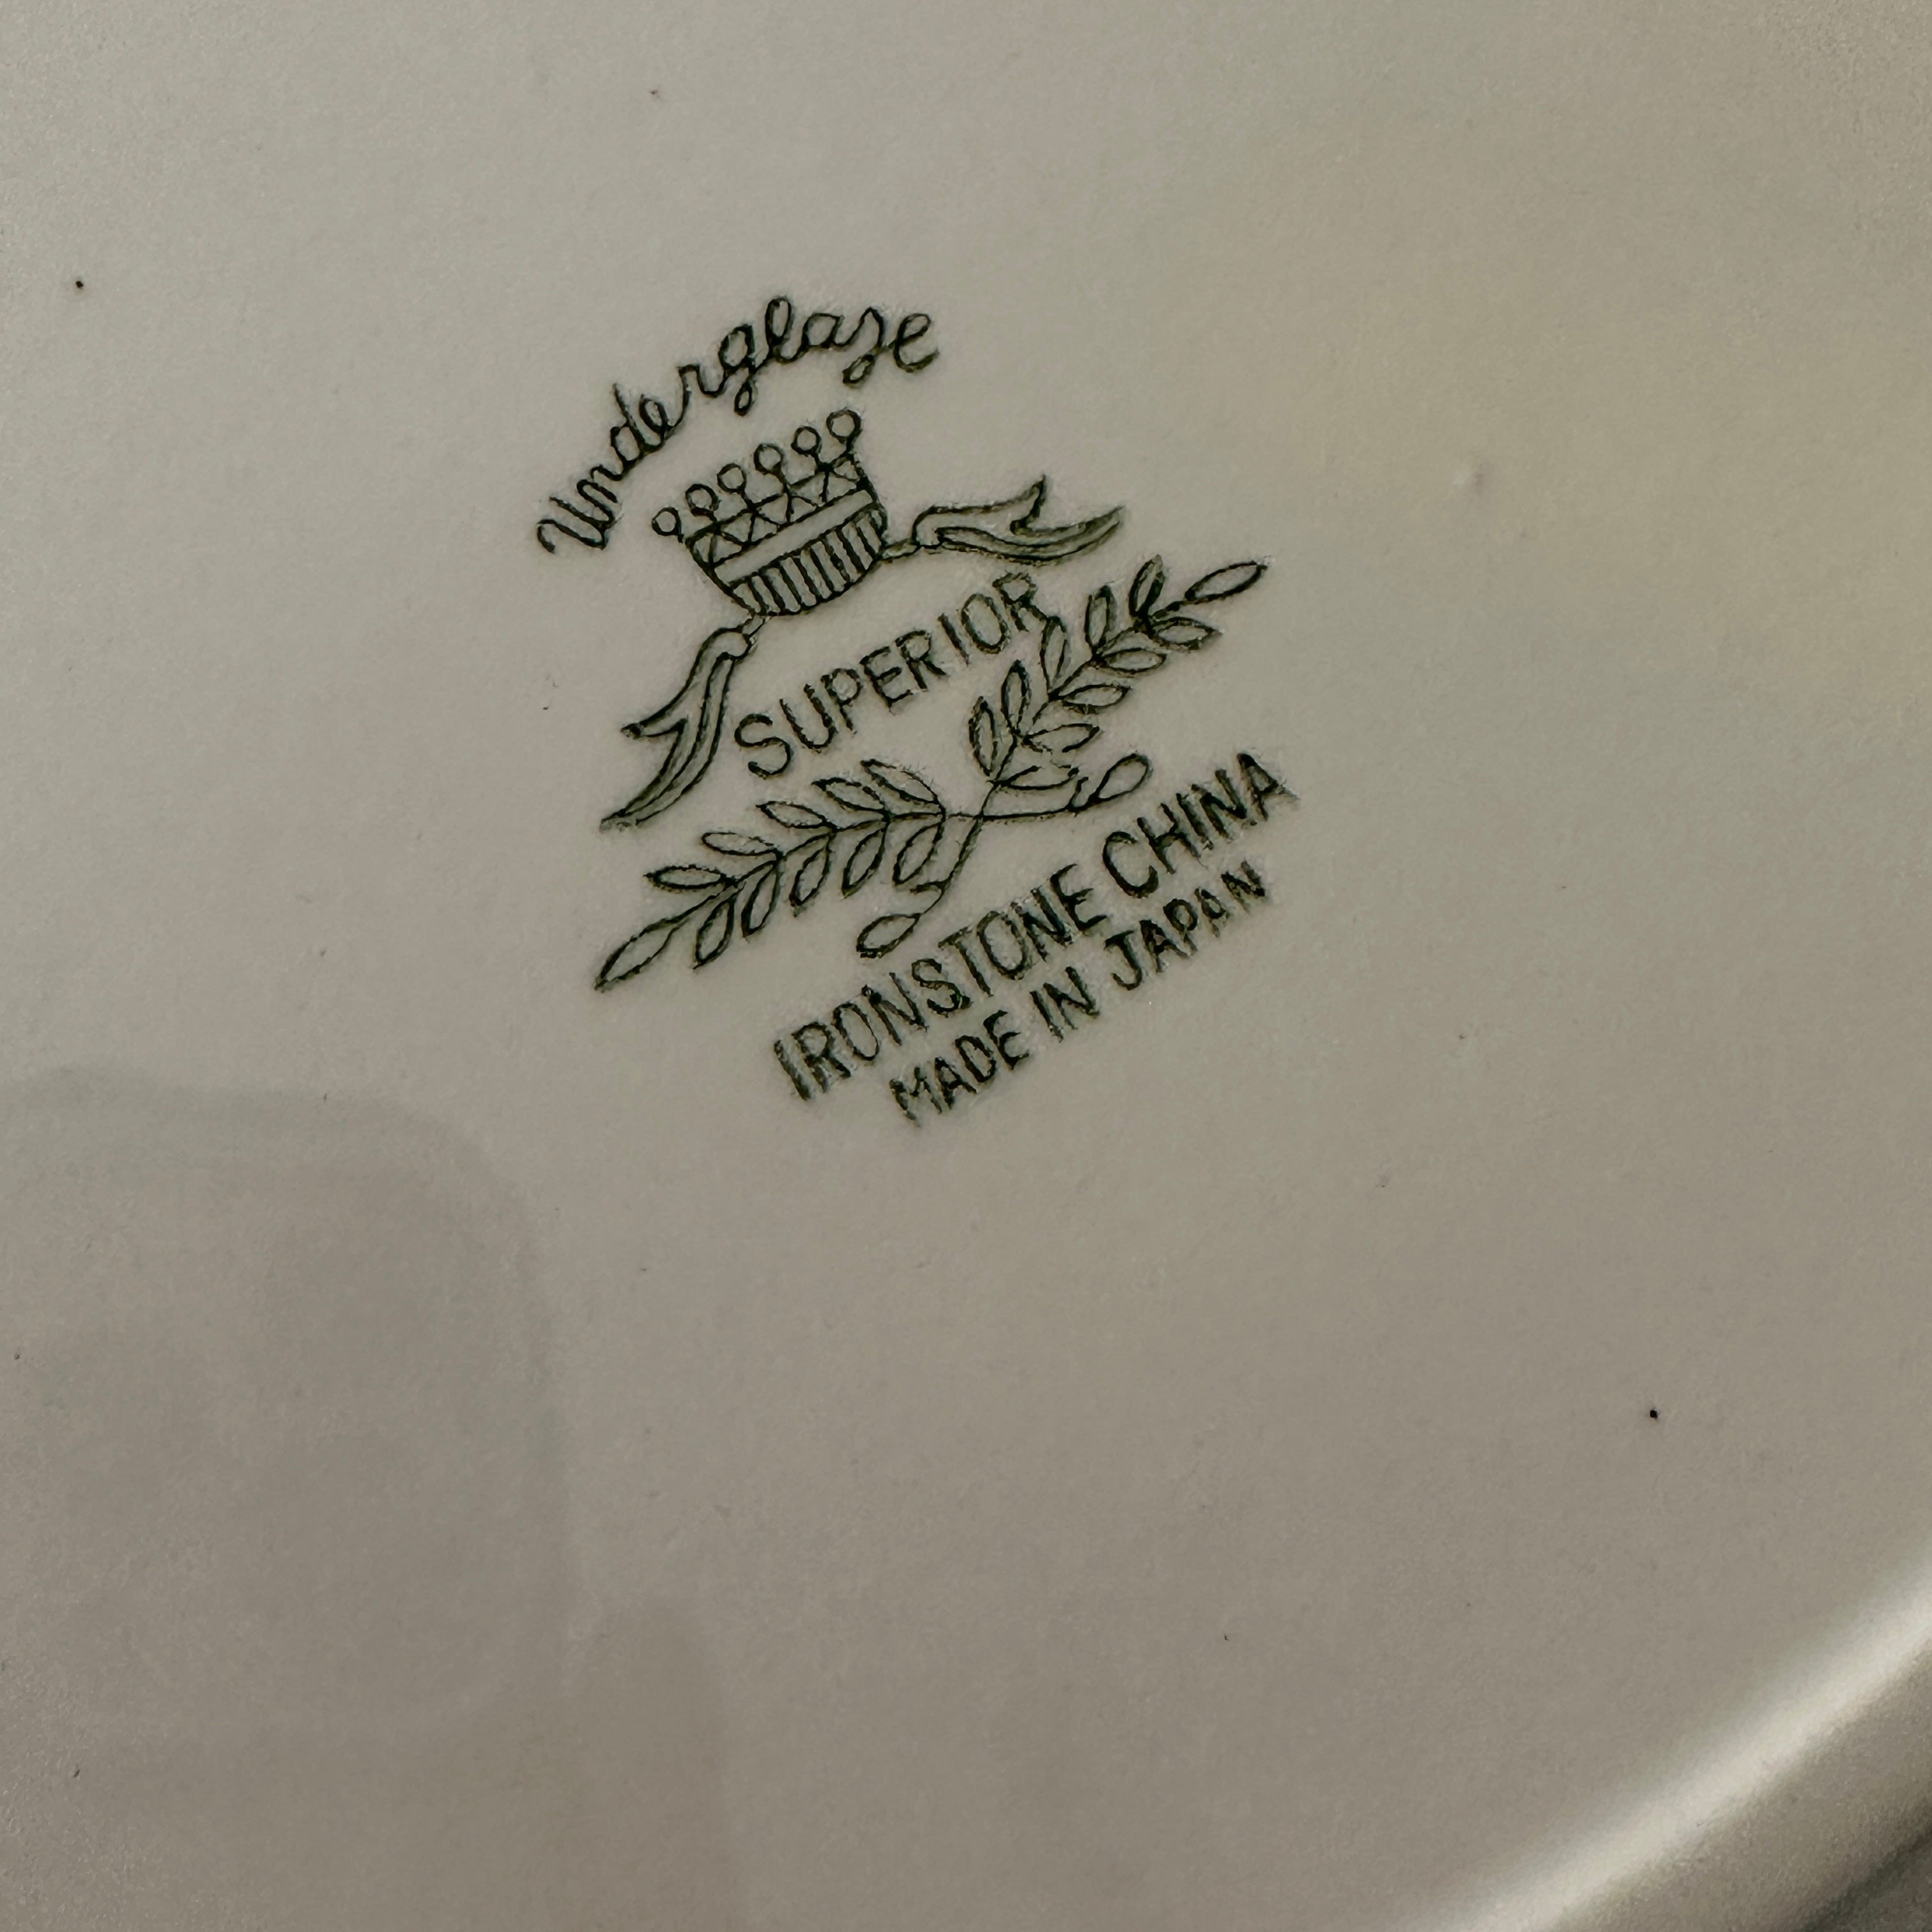 Underglaze
SUPERIOR
IRONSTONE CHINA
MADE IN JAPAN